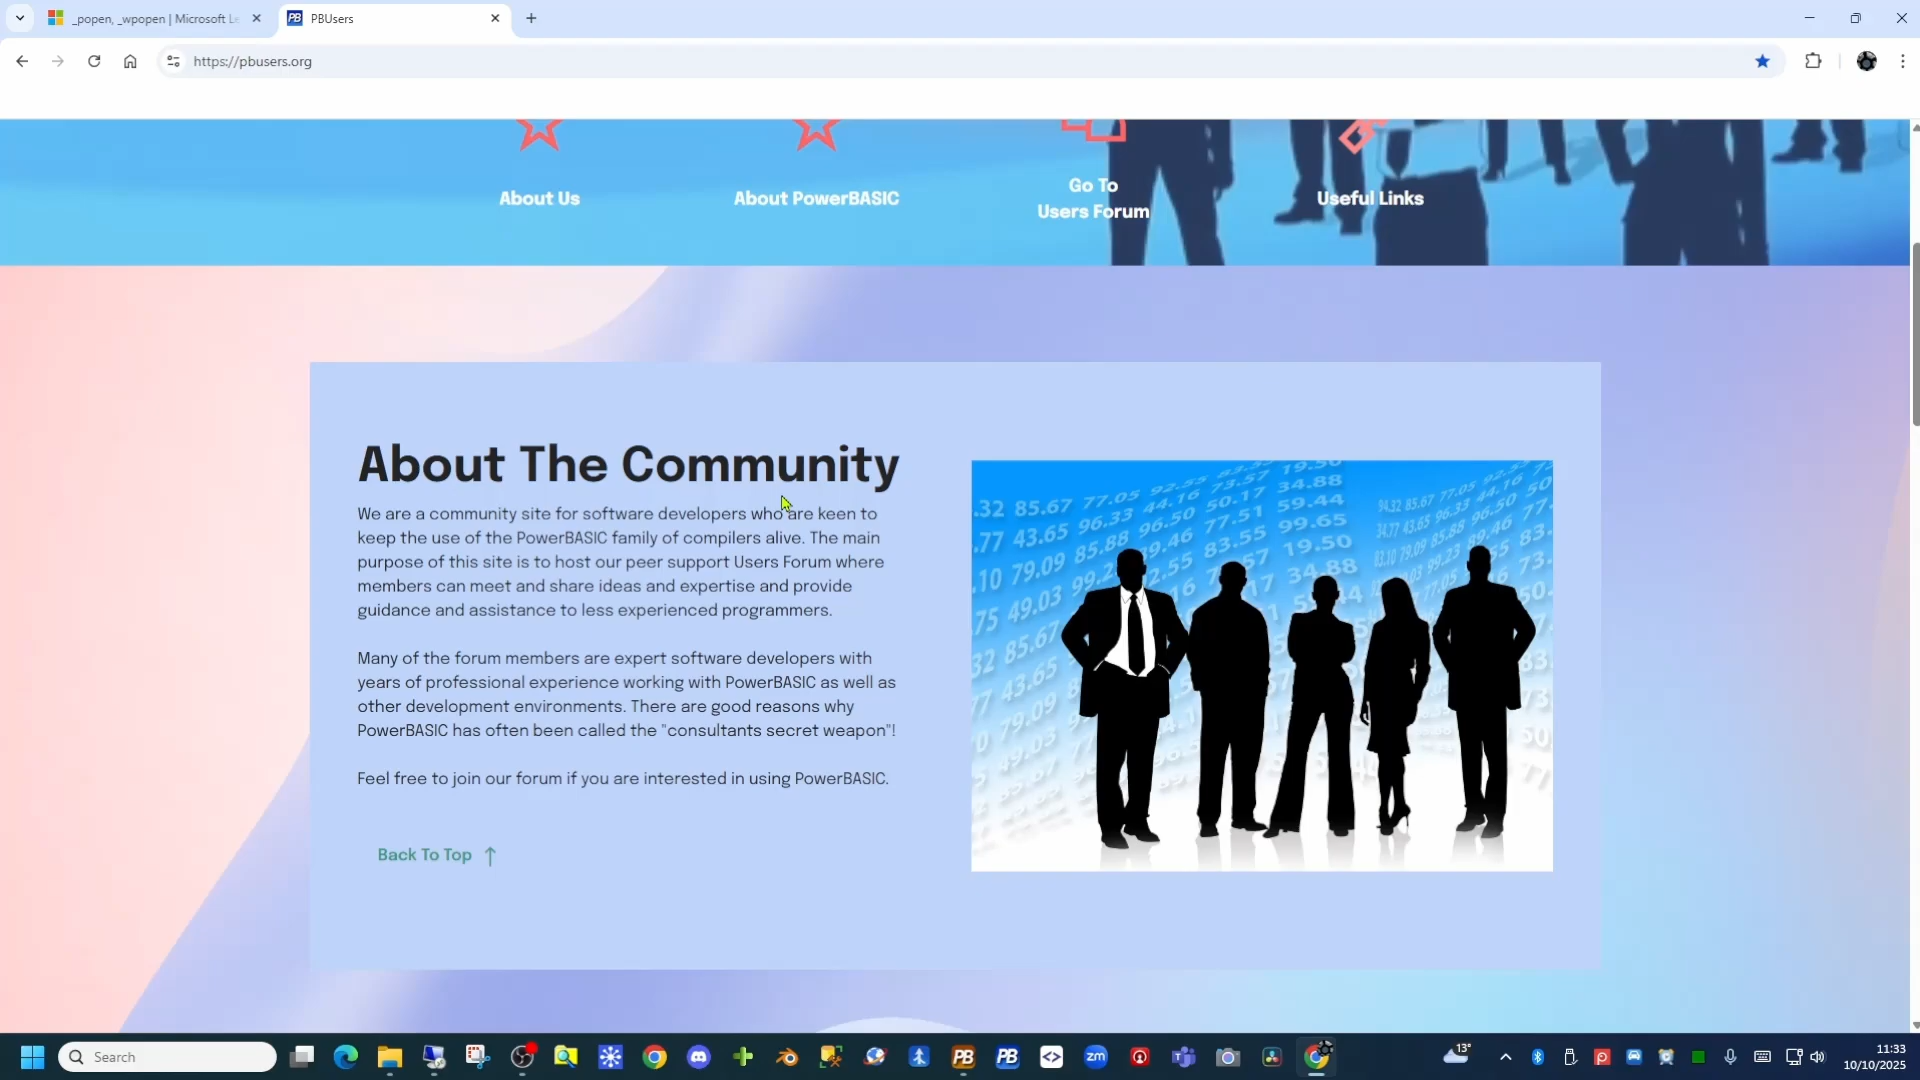 _popen, _wpopen | Microsoft Le
PBUsers
https://pbusers.org
About Us
About PowerBASIC
Go To
Users Forum
Useful Links
About The Community
We are a community site for software developers who are keen to
keep the use of the PowerBASIC family of compilers alive. The main
purpose of this site is to host our peer support Users Forum where
members can meet and share ideas and expertise and provide
guidance and assistance to less experienced programmers.
Many of the forum members are expert software developers with
years of professional experience working with PowerBASIC as well as
other development environments. There are good reasons why
PowerBASIC has often been called the "consultants secret weapon"!
Feel free to join our forum if you are interested in using PowerBASIC.
Back To Top
Search
PB
PB
zm
13°
11:33
10/10/2025